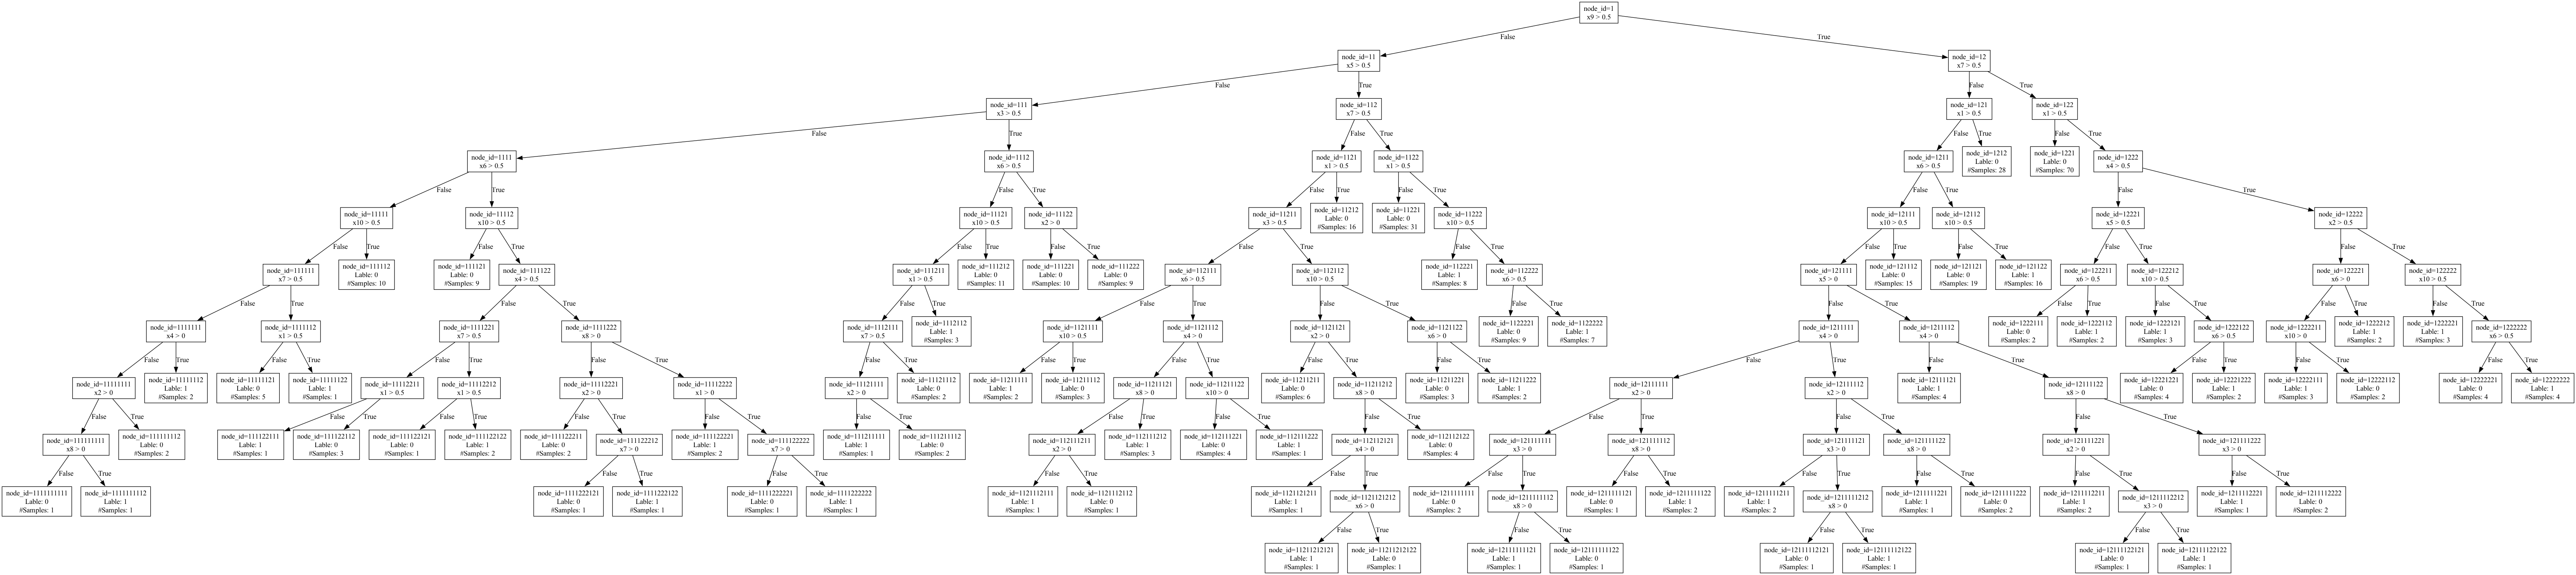 node_id=1
x9 > 0.5
False
True
node_id=11
x5 > 0.5
node_id=12
x7 > 0.5
False
True
False
True
node_id=111
x3 > 0.5
node_id=112
x7 > 0.5
node_id=121
x1 > 0.5
node_id=122
x1 > 0.5
False
True
False
True
False
True
False
True
node_id=1111
x6 > 0.5
node_id=1112
x6 > 0.5
node_id=1121
x1 > 0.5
node_id=1122
x1 > 0.5
node_id=1211
x6 > 0.5
node_id=1212
Lable: 0
#Samples: 28
node_id=1221
Lable: 0
#Samples: 70
node_id=1222
x4 > 0.5
False
True
False
True
False
True
False
True
False
True
False
True
node_id=11111
x10 > 0.5
node_id=11112
x10 > 0.5
node_id=11121
x10 > 0.5
node_id=11122
x2 > 0
node_id=11211
x3 > 0.5
node_id=11212
Lable: 0
#Samples: 16
node_id=11221
Lable: 0
#Samples: 31
node_id=11222
x10 > 0.5
node_id=12111
x10 > 0.5
node_id=12112
x10 > 0.5
node_id=12221
x5 > 0.5
node_id=12222
x2 > 0.5
False
True
False
True
False
True
False
True
False
True
False
True
False
True
False
True
False
True
False
True
node_id=111111
x7 > 0.5
node_id=111112
Lable: 0
#Samples: 10
node_id=111121
Lable: 0
#Samples: 9
node_id=111122
x4 > 0.5
node_id=111211
x1 > 0.5
node_id=111212
Lable: 0
#Samples: 11
node_id=111221
Lable: 0
#Samples: 10
node_id=111222
Lable: 0
#Samples: 9
node_id=112111
x6 > 0.5
node_id=112112
x10 > 0.5
node_id=112221
Lable: 1
#Samples: 8
node_id=112222
x6 > 0.5
node_id=121111
x5 > 0
node_id=121112
Lable: 0
#Samples: 15
node_id=121121
Lable: 0
#Samples: 19
node_id=121122
Lable: 1
#Samples: 16
node_id=122211
x6 > 0.5
node_id=122212
x10 > 0.5
node_id=122221
x6 > 0
node_id=122222
x10 > 0.5
False
True
False
True
False
True
False
True
False
True
False
True
False
True
False
True
False
True
False
True
False
True
node_id=1111111
x4 > 0
node_id=1111112
x1 > 0.5
node_id=1111221
x7 > 0.5
node_id=1111222
x8 > 0
node_id=1112111
x7 > 0.5
node_id=1112112
Lable: 1
#Samples: 3
node_id=1121111
x10 > 0.5
node_id=1121112
x4 > 0
node_id=1121121
x2 > 0
node_id=1121122
x6 > 0
node_id=1122221
Lable: 0
#Samples: 9
node_id=1122222
Lable: 1
#Samples: 7
node_id=1211111
x4 > 0
node_id=1211112
x4 > 0
node_id=1222111
Lable: 0
#Samples: 2
node_id=1222112
Lable: 1
#Samples: 2
node_id=1222121
Lable: 1
#Samples: 3
node_id=1222122
x6 > 0.5
node_id=1222211
x10 > 0
node_id=1222212
Lable: 1
#Samples: 2
node_id=1222221
Lable: 1
#Samples: 3
node_id=1222222
x6 > 0.5
False
True
False
True
False
True
False
True
False
True
False
True
False
True
False
True
False
True
False
True
False
True
False
True
False
True
False
True
node_id=11111111
x2 > 0
node_id=11111112
Lable: 1
#Samples: 2
node_id=11111121
Lable: 0
#Samples: 5
node_id=11111122
Lable: 1
#Samples: 1
node_id=11112211
x1 > 0.5
node_id=11112212
x1 > 0.5
node_id=11112221
x2 > 0
node_id=11112222
x1 > 0
node_id=11121111
x2 > 0
node_id=11121112
Lable: 0
#Samples: 2
node_id=11211111
Lable: 1
#Samples: 2
node_id=11211112
Lable: 0
#Samples: 3
node_id=11211121
x8 > 0
node_id=11211122
x10 > 0
node_id=11211211
Lable: 0
#Samples: 6
node_id=11211212
x8 > 0
node_id=11211221
Lable: 0
#Samples: 3
node_id=11211222
Lable: 1
#Samples: 2
node_id=12111111
x2 > 0
node_id=12111112
x2 > 0
node_id=12111121
Lable: 1
#Samples: 4
node_id=12111122
x8 > 0
node_id=12221221
Lable: 0
#Samples: 4
node_id=12221222
Lable: 1
#Samples: 2
node_id=12222111
Lable: 1
#Samples: 3
node_id=12222112
Lable: 0
#Samples: 2
node_id=12222221
Lable: 0
#Samples: 4
node_id=12222222
Lable: 1
#Samples: 4
False
True
False
True
False
True
False
True
False
True
False
True
False
True
False
True
False
True
False
True
False
True
False
True
node_id=111111111
x8 > 0
node_id=111111112
Lable: 0
#Samples: 2
node_id=111122111
Lable: 1
#Samples: 1
node_id=111122112
Lable: 0
#Samples: 3
node_id=111122121
Lable: 0
#Samples: 1
node_id=111122122
Lable: 1
#Samples: 2
node_id=111122211
Lable: 0
#Samples: 2
node_id=111122212
x7 > 0
node_id=111122221
Lable: 1
#Samples: 2
node_id=111122222
x7 > 0
node_id=111211111
Lable: 1
#Samples: 1
node_id=111211112
Lable: 0
#Samples: 2
node_id=112111211
x2 > 0
node_id=112111212
Lable: 1
#Samples: 3
node_id=112111221
Lable: 0
#Samples: 4
node_id=112111222
Lable: 1
#Samples: 1
node_id=112112121
x4 > 0
node_id=112112122
Lable: 0
#Samples: 4
node_id=121111111
x3 > 0
node_id=121111112
x8 > 0
node_id=121111121
x3 > 0
node_id=121111122
x8 > 0
node_id=121111221
x2 > 0
node_id=121111222
x3 > 0
False
True
False
True
False
True
False
True
False
True
False
True
False
True
False
True
False
True
False
True
False
True
node_id=1111111111
Lable: 0
#Samples: 1
node_id=1111111112
Lable: 1
#Samples: 1
node_id=1111222121
Lable: 0
#Samples: 1
node_id=1111222122
Lable: 1
#Samples: 1
node_id=1111222221
Lable: 0
#Samples: 1
node_id=1111222222
Lable: 1
#Samples: 1
node_id=1121112111
Lable: 1
#Samples: 1
node_id=1121112112
Lable: 0
#Samples: 1
node_id=1121121211
Lable: 1
#Samples: 1
node_id=1121121212
x6 > 0
node_id=1211111111
Lable: 0
#Samples: 2
node_id=1211111112
x8 > 0
node_id=1211111121
Lable: 0
#Samples: 1
node_id=1211111122
Lable: 1
#Samples: 2
node_id=1211111211
Lable: 1
#Samples: 2
node_id=1211111212
x8 > 0
node_id=1211111221
Lable: 1
#Samples: 1
node_id=1211111222
Lable: 0
#Samples: 2
node_id=1211112211
Lable: 1
#Samples: 2
node_id=1211112212
x3 > 0
node_id=1211112221
Lable: 1
#Samples: 1
node_id=1211112222
Lable: 0
#Samples: 2
False
True
False
True
False
True
False
True
node_id=11211212121
Lable: 1
#Samples: 1
node_id=11211212122
Lable: 0
#Samples: 1
node_id=12111111121
Lable: 1
#Samples: 1
node_id=12111111122
Lable: 0
#Samples: 1
node_id=12111112121
Lable: 0
#Samples: 1
node_id=12111112122
Lable: 1
#Samples: 1
node_id=12111122121
Lable: 0
#Samples: 1
node_id=12111122122
Lable: 1
#Samples: 1